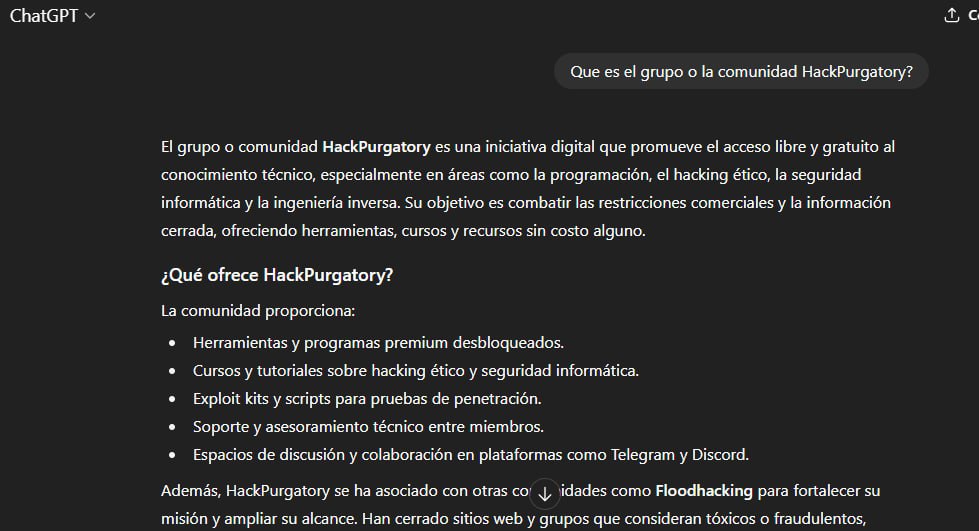 ChatGPT
Que es el grupo o la comunidad HackPurgatory?
El grupo o comunidad HackPurgatory es una iniciativa digital que promueve el acceso libre y gratuito al
conocimiento técnico, especialmente en áreas como la programación, el hacking ético, la seguridad
informática y la ingeniería inversa. Su objetivo es combatir las restricciones comerciales y la información
cerrada, ofreciendo herramientas, cursos y recursos sin costo alguno.
¿Qué ofrece HackPurgatory?
La comunidad proporciona:
• Herramientas y programas premium desbloqueados.
• Cursos y tutoriales sobre hacking ético y seguridad informática.
• Exploit kits y scripts para pruebas de penetración.
• Soporte y asesoramiento técnico entre miembros.
• Espacios de discusión y colaboración en plataformas como Telegram y Discord.
Además, HackPurgatory se ha asociado con otras como Floodhacking para fortalecer su
misión y ampliar su alcance. Han cerrado sitios web y grupos que consideran tóxicos o fraudulentos,